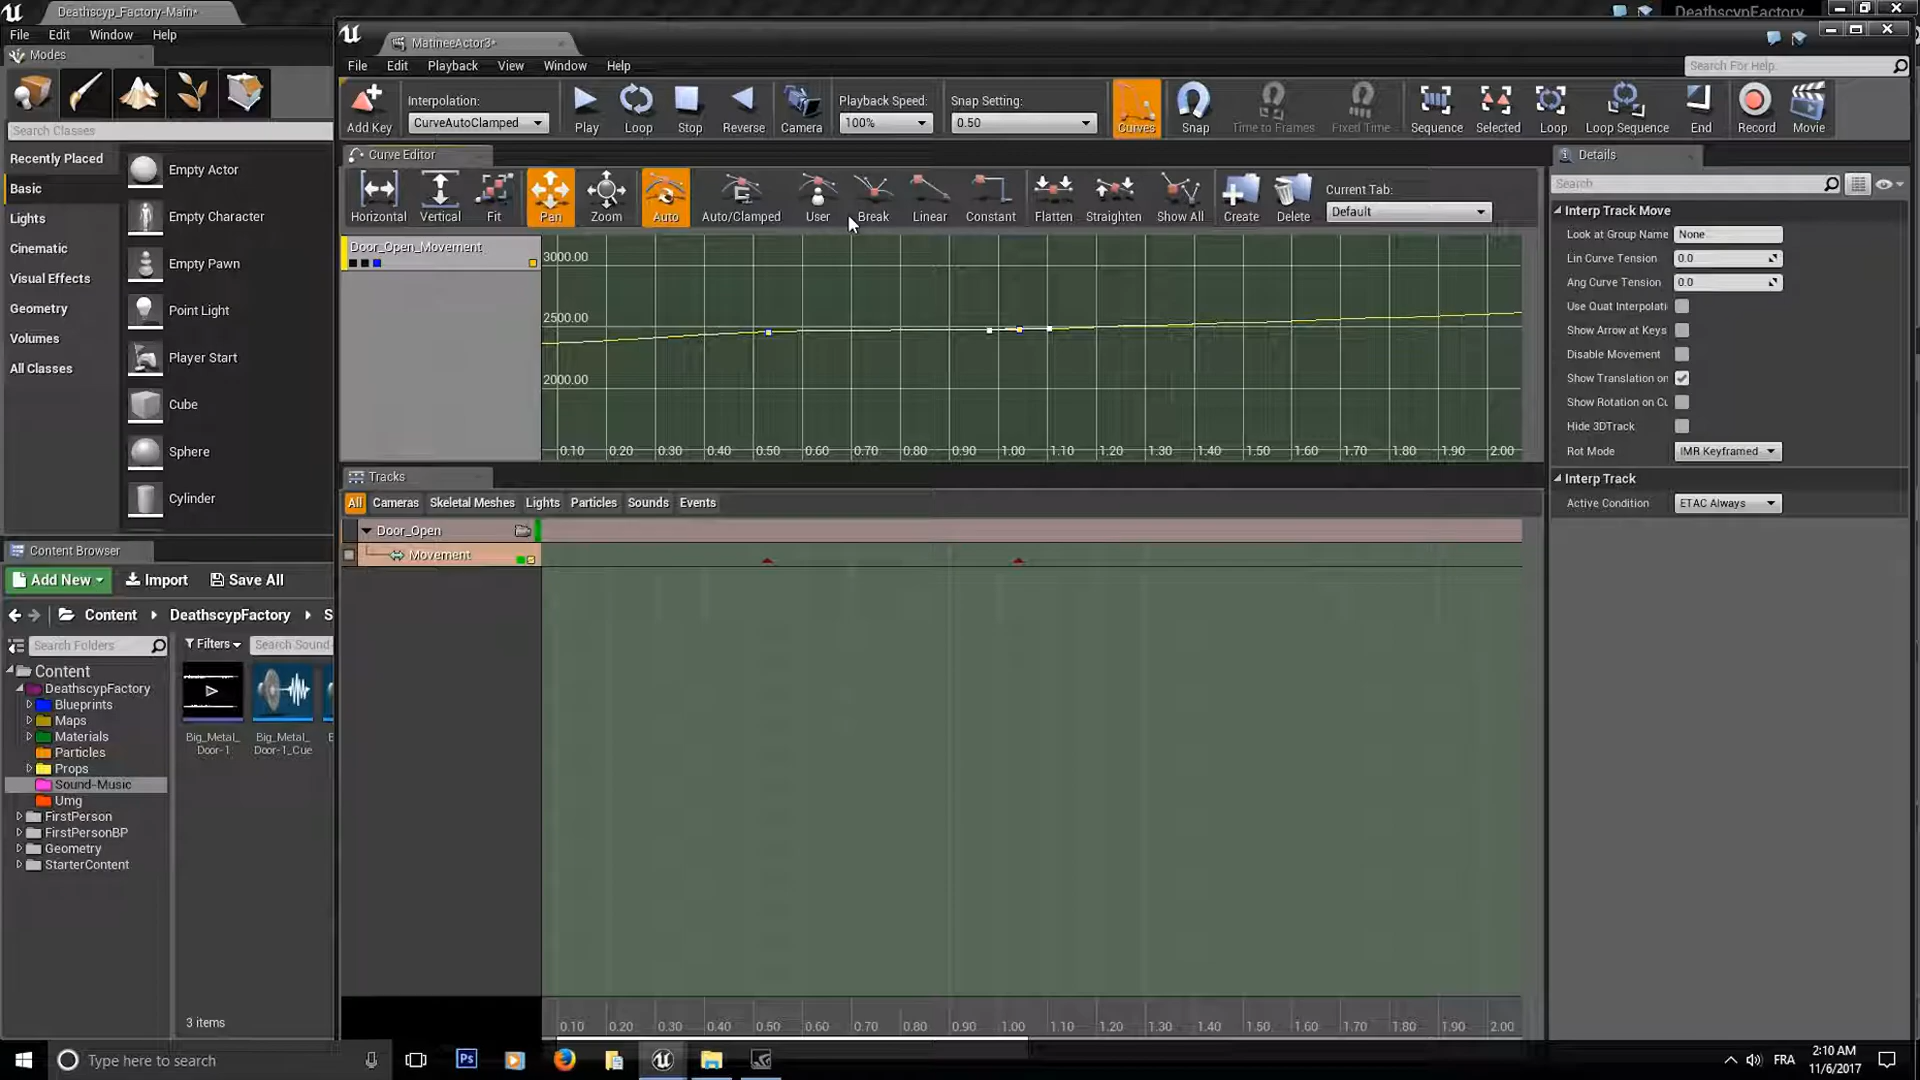 Deathscyp_Factory-Main*
DeathscypFactory
File Edit Window Help
MatineeActor3*
Modes
File Edit Playback View Window Help
Search For Help
Search Classes
Add Key
Interpolation:
CurveAutoClamped
Play Loop Stop Reverse Camera
Playback Speed:
100%
Snap Setting:
0.50
Curves Snap Time to Frames Fixed Time Sequence Selected Loop Loop Sequence End Record Movie
Recently Placed
Basic
Lights
Cinematic
Visual Effects
Geometry
Volumes
All Classes
Empty Actor
Empty Character
Empty Pawn
Point Light
Player Start
Cube
Sphere
Cylinder
Curve Editor
Horizontal Vertical Fit Pan Zoom Auto Auto/Clamped User Break Linear Constant Flatten Straighten Show All Create Delete
Current Tab:
Default
Door_Open_Movement
3000.00
2500.00
2000.00
0.10 0.20 0.30 0.40 0.50 0.60 0.70 0.80 0.90 1.00 1.10 1.20 1.30 1.40 1.50 1.60 1.70 1.80 1.90 2.00
Tracks
All Cameras Skeletal Meshes Lights Particles Sounds Events
Door_Open
Movement
0.10 0.20 0.30 0.40 0.50 0.60 0.70 0.80 0.90 1.00 1.10 1.20 1.30 1.40 1.50 1.60 1.70 1.80 1.90 2.00
Details
Search
Interp Track Move
Look at Group Name None
Lin Curve Tension 0.0
Ang Curve Tension 0.0
Use Quat Interpolati
Show Arrow at Keys
Disable Movement
Show Translation on
Show Rotation on Cu
Hide 3DTrack
Rot Mode IMR Keyframed
Interp Track
Active Condition ETAC Always
Content Browser
Add New Import Save All
Content DeathscypFactory S
Search Folders
Filters Search Sound-
Content
DeathscypFactory
Blueprints
Maps
Materials
Particles
Props
Sound-Music
Umg
FirstPerson
FirstPersonBP
Geometry
StarterContent
Big_Metal_
Door-1
Big_Metal_
Door-1_Cue
3 items
Type here to search
Ps
FRA
2:10 AM
11/6/2017